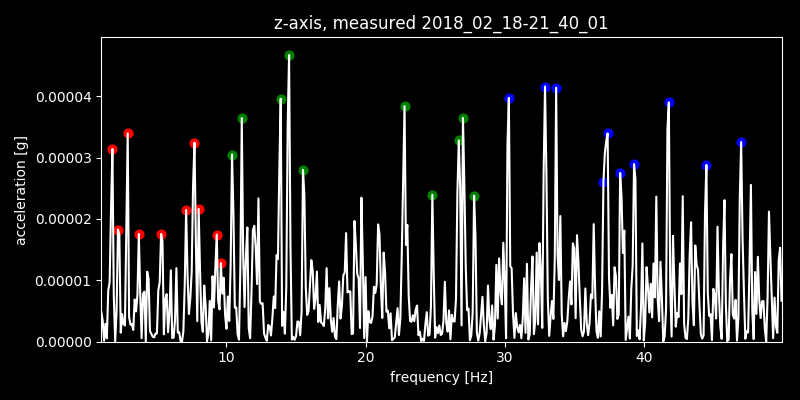 z-axis, measured 2018_02_18-21_40_01
acceleration [g]
0.00004
0.00003
0.00002
0.00001
0.00000
10 20 30 40
frequency [Hz]